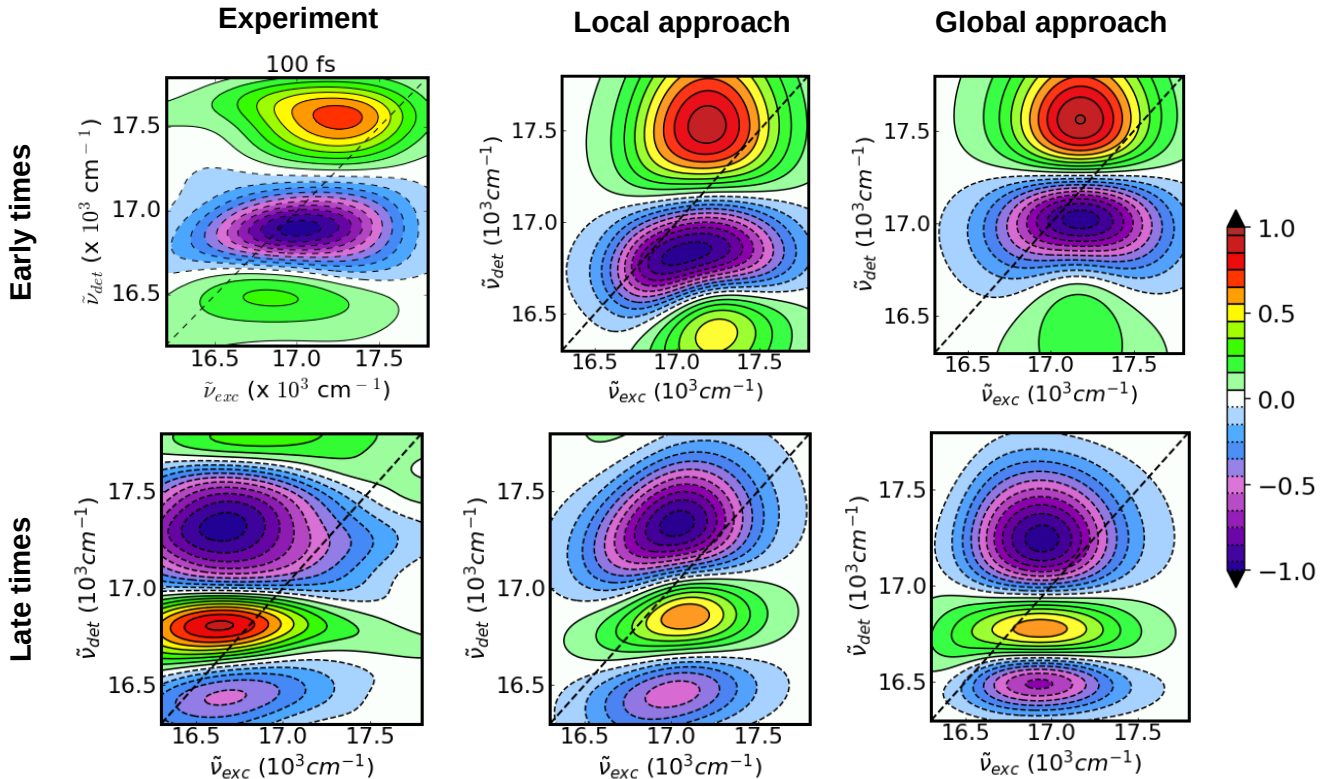 Experiment
Local approach
Global approach
Early times
100 fs
17.5
17.0
16.5
ν̃det (x 10³ cm⁻¹)
16.5 17.0 17.5
ν̃exc (x 10³ cm⁻¹)
17.5
17.0
16.5
ν̃det (10³cm⁻¹)
16.5 17.0 17.5
ν̃exc (10³cm⁻¹)
17.5
17.0
16.5
ν̃det (10³cm⁻¹)
16.5 17.0 17.5
ν̃exc (10³cm⁻¹)
Late times
17.5
17.0
16.5
ν̃det (10³cm⁻¹)
16.5 17.0 17.5
ν̃exc (10³cm⁻¹)
17.5
17.0
16.5
ν̃det (10³cm⁻¹)
16.5 17.0 17.5
ν̃exc (10³cm⁻¹)
17.5
17.0
16.5
ν̃det (10³cm⁻¹)
16.5 17.0 17.5
ν̃exc (10³cm⁻¹)
1.0
0.5
0.0
−0.5
−1.0